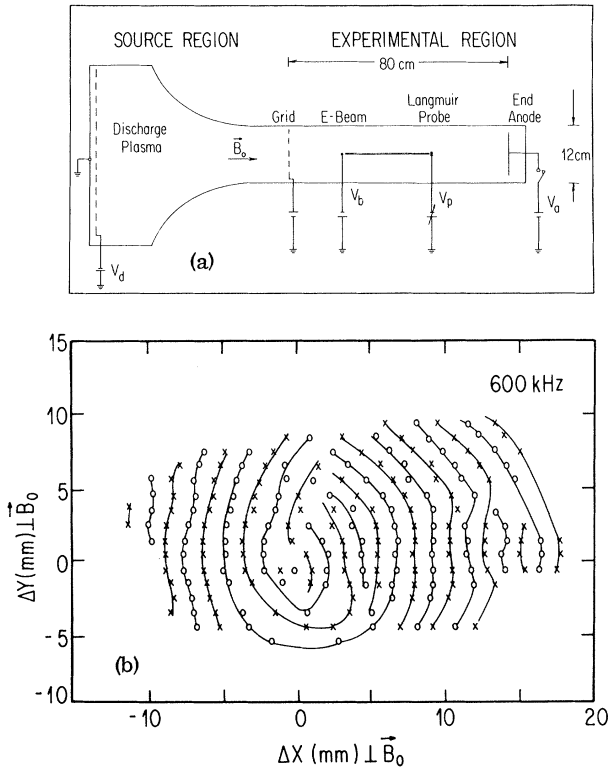 SOURCE REGION
EXPERIMENTAL REGION
80 cm
Grid
E-Beam
Langmuir
Probe
End
Anode
Discharge
Plasma
B₀
12cm
V_b
V_p
V_a
V_d
(a)
15
10
5
0
-5
-10
600 kHz
ΔY(mm)⊥B₀
(b)
-10
0
10
20
ΔX (mm)⊥B₀